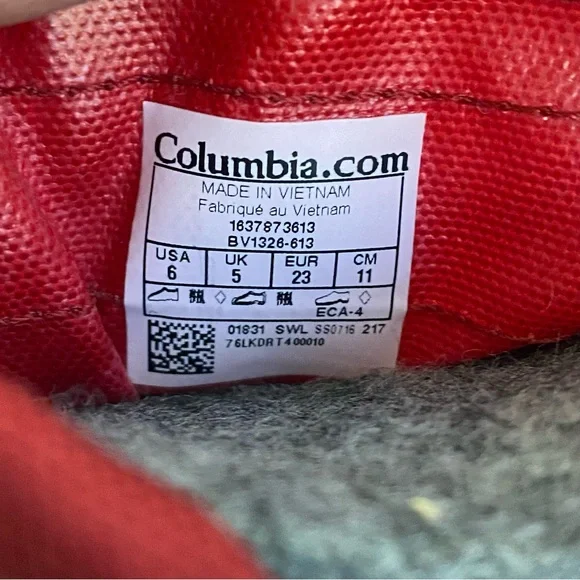 Columbia.com
MADE IN VIETNAM
Fabriqué au Vietnam
1637873613
BV1326-613
USA UK EUR CM
6 5 23 11
ECA-4
01831 SWL SS0716 217
76LKDRT400010